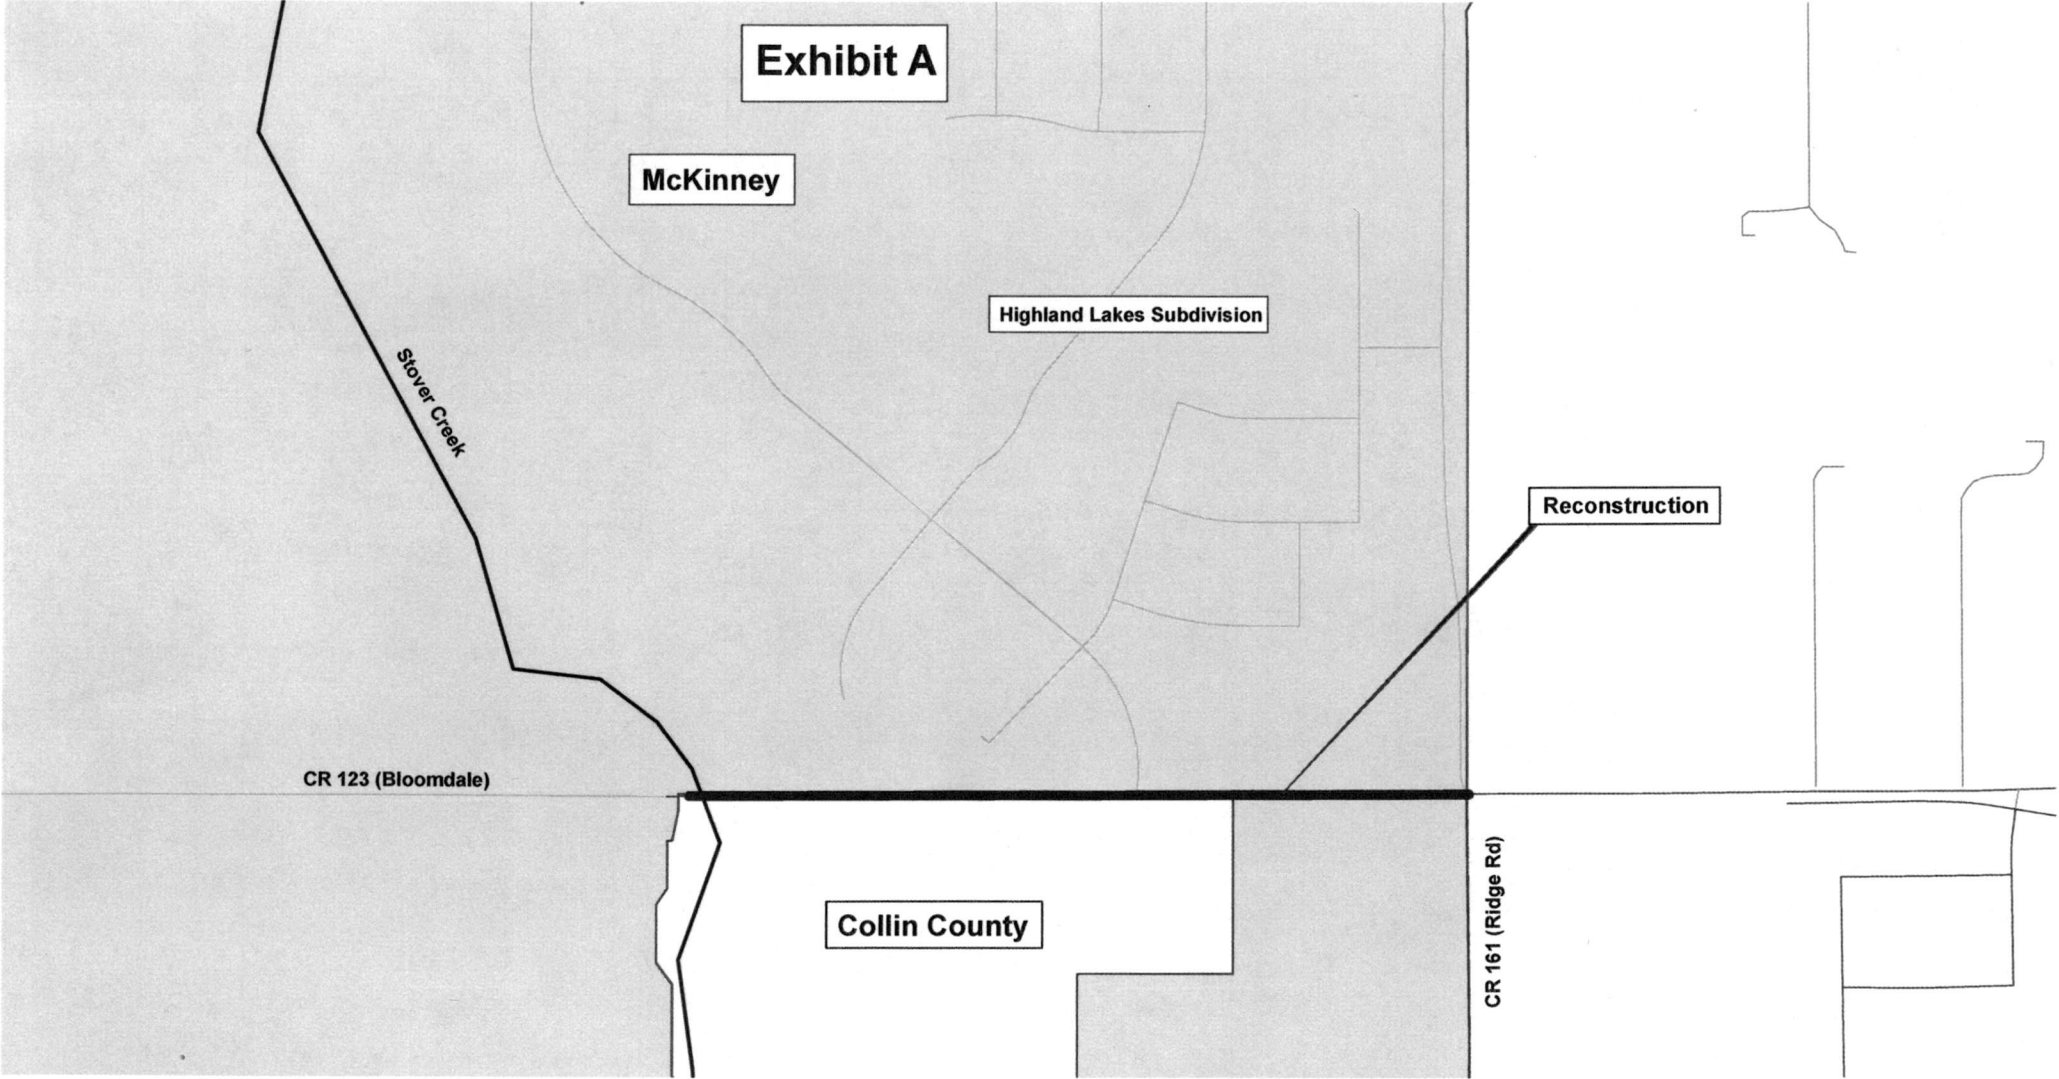 Exhibit A
McKinney
Highland Lakes Subdivision
Stover Creek
Reconstruction
CR 123 (Bloomdale)
Collin County
CR 161 (Ridge Rd)